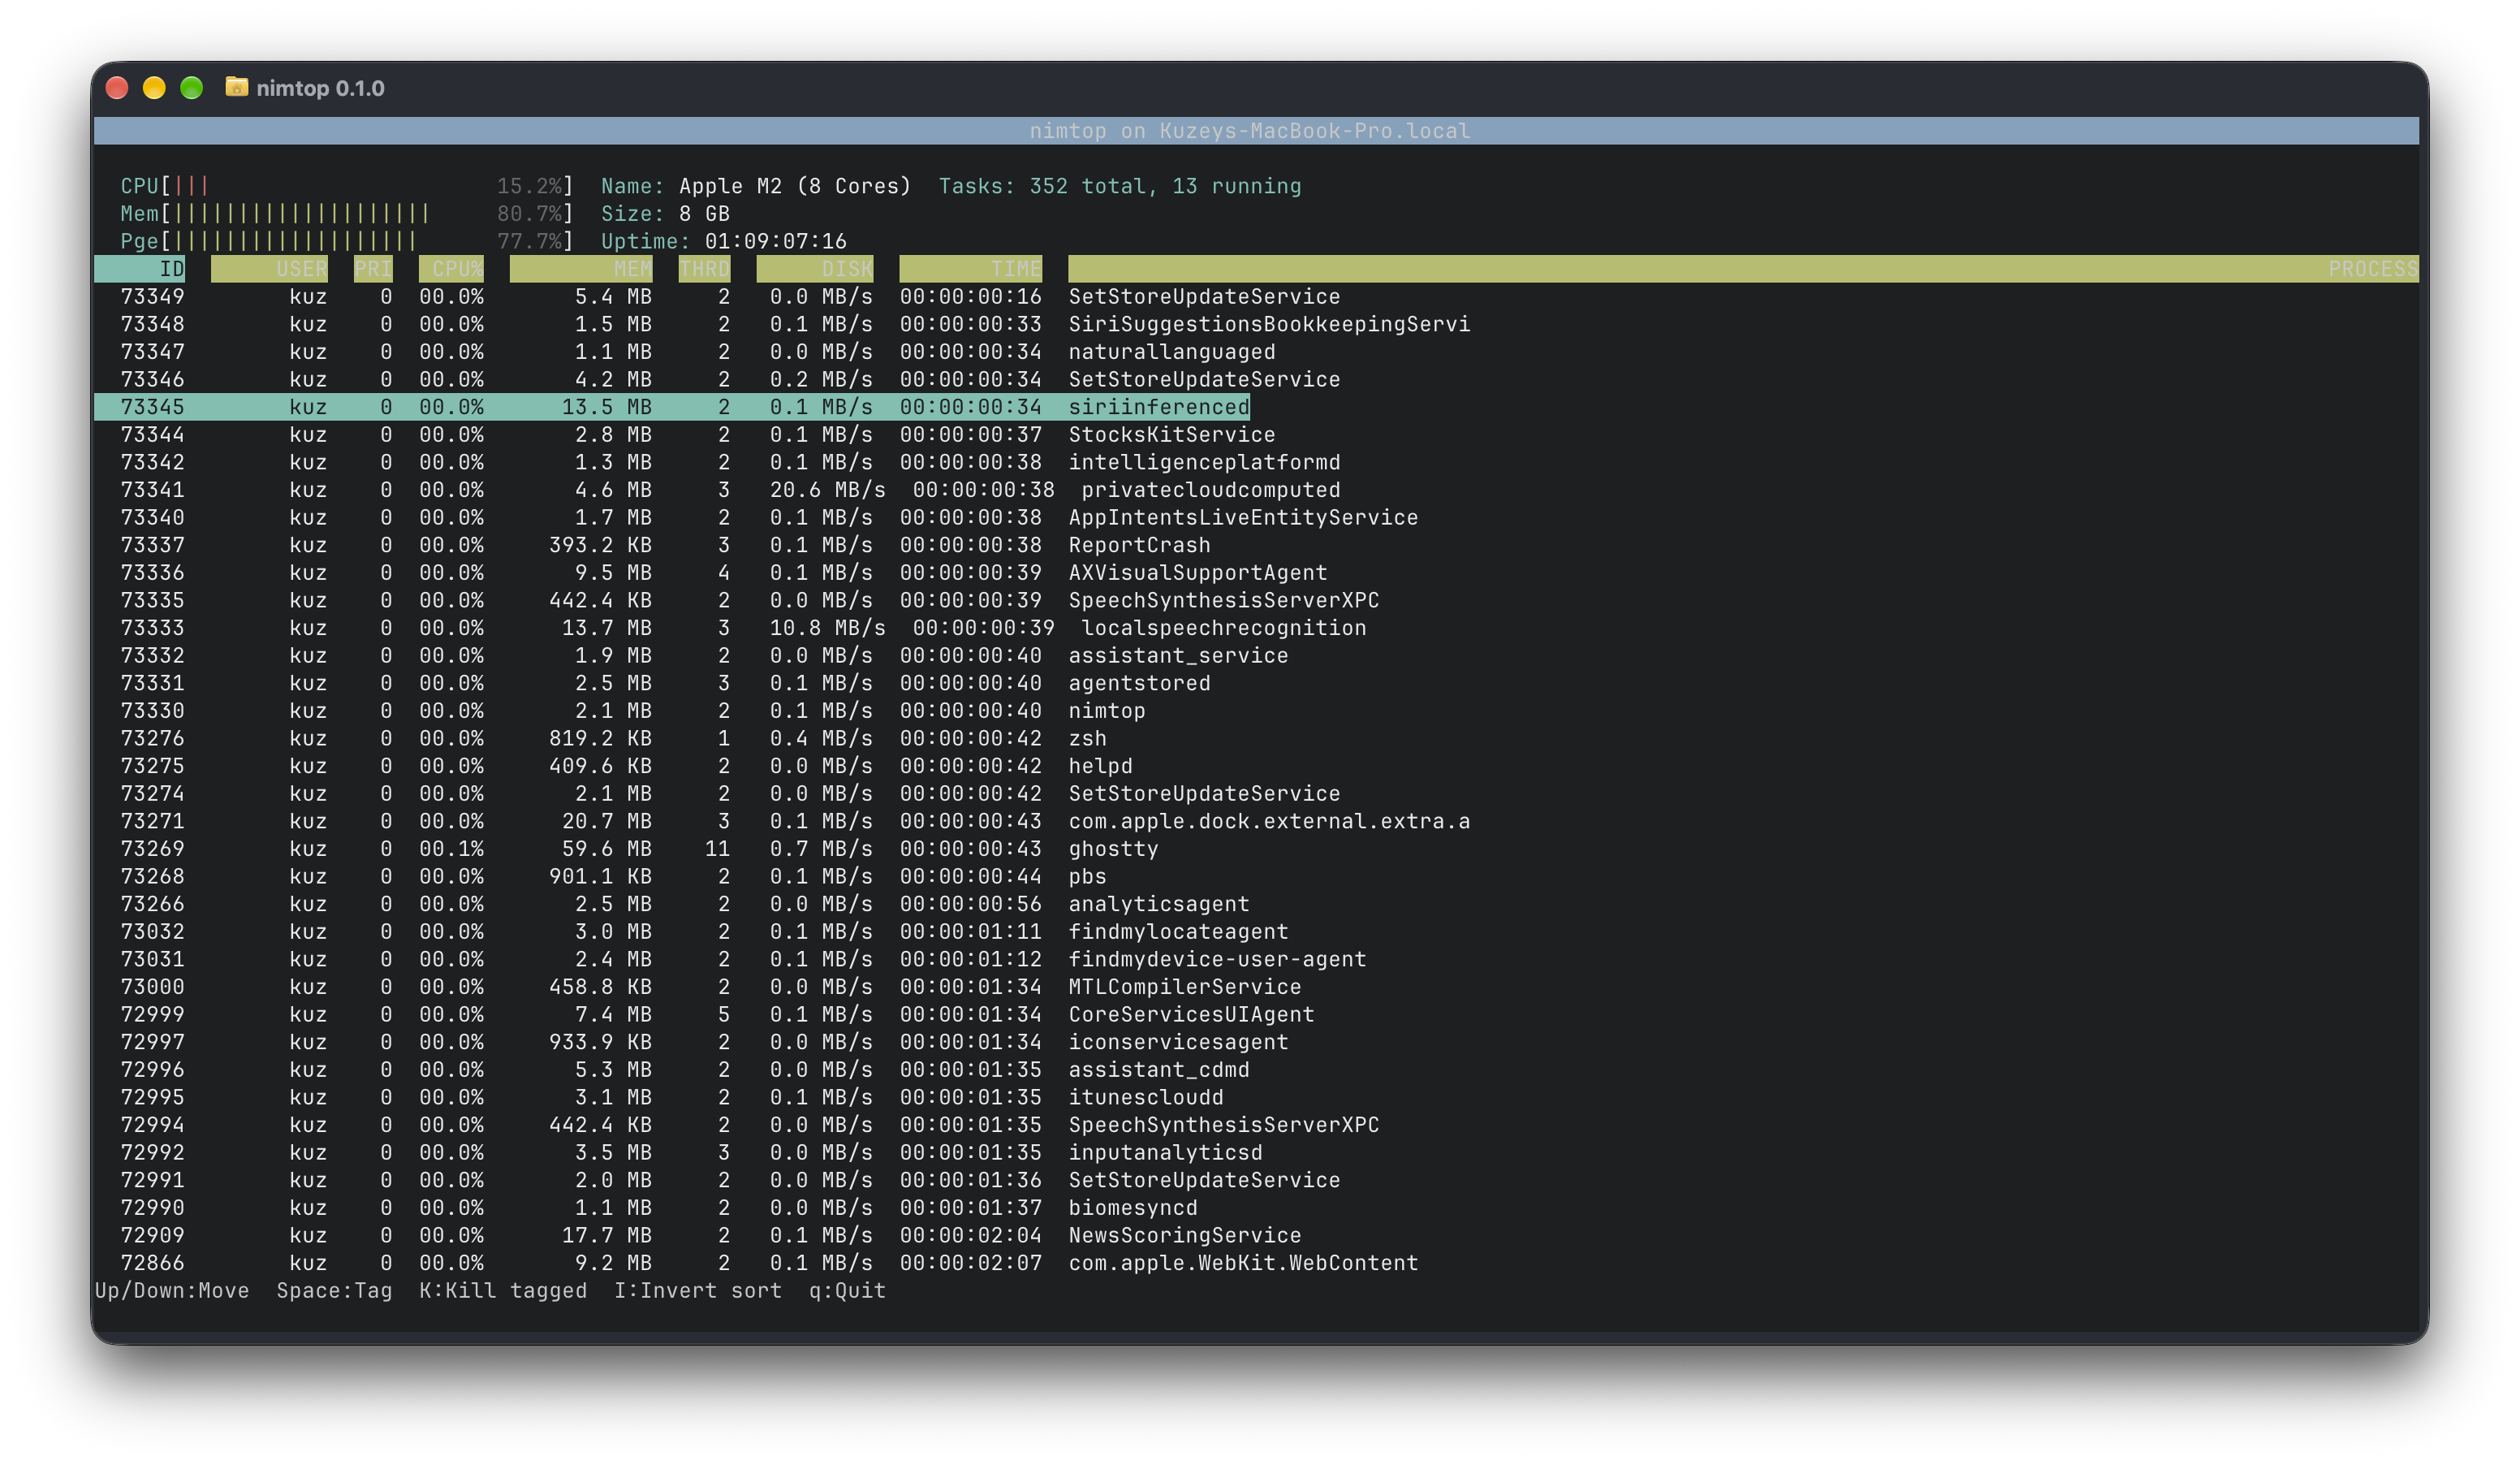 nimtop 0.1.0
nimtop on Kuzeys-MacBook-Pro.local
CPU[||| 15.2%] Name: Apple M2 (8 Cores) Tasks: 352 total, 13 running
Mem[|||||||||||||||||||| 80.7%] Size: 8 GB
Pge[||||||||||||||||||| 77.7%] Uptime: 01:09:07:16
ID USER PRI CPU% MEM THRD DISK TIME PROCESS
73349 kuz 0 00.0% 5.4 MB 2 0.0 MB/s 00:00:00:16 SetStoreUpdateService
73348 kuz 0 00.0% 1.5 MB 2 0.1 MB/s 00:00:00:33 SiriSuggestionsBookkeepingServi
73347 kuz 0 00.0% 1.1 MB 2 0.0 MB/s 00:00:00:34 naturallanguaged
73346 kuz 0 00.0% 4.2 MB 2 0.2 MB/s 00:00:00:34 SetStoreUpdateService
73345 kuz 0 00.0% 13.5 MB 2 0.1 MB/s 00:00:00:34 siriinferenced
73344 kuz 0 00.0% 2.8 MB 2 0.1 MB/s 00:00:00:37 StocksKitService
73342 kuz 0 00.0% 1.3 MB 2 0.1 MB/s 00:00:00:38 intelligenceplatformd
73341 kuz 0 00.0% 4.6 MB 3 20.6 MB/s 00:00:00:38 privatecloudcomputed
73340 kuz 0 00.0% 1.7 MB 2 0.1 MB/s 00:00:00:38 AppIntentsLiveEntityService
73337 kuz 0 00.0% 393.2 KB 3 0.1 MB/s 00:00:00:38 ReportCrash
73336 kuz 0 00.0% 9.5 MB 4 0.1 MB/s 00:00:00:39 AXVisualSupportAgent
73335 kuz 0 00.0% 442.4 KB 2 0.0 MB/s 00:00:00:39 SpeechSynthesisServerXPC
73333 kuz 0 00.0% 13.7 MB 3 10.8 MB/s 00:00:00:39 localspeechrecognition
73332 kuz 0 00.0% 1.9 MB 2 0.0 MB/s 00:00:00:40 assistant_service
73331 kuz 0 00.0% 2.5 MB 3 0.1 MB/s 00:00:00:40 agentstored
73330 kuz 0 00.0% 2.1 MB 2 0.1 MB/s 00:00:00:40 nimtop
73276 kuz 0 00.0% 819.2 KB 1 0.4 MB/s 00:00:00:42 zsh
73275 kuz 0 00.0% 409.6 KB 2 0.0 MB/s 00:00:00:42 helpd
73274 kuz 0 00.0% 2.1 MB 2 0.0 MB/s 00:00:00:42 SetStoreUpdateService
73271 kuz 0 00.0% 20.7 MB 3 0.1 MB/s 00:00:00:43 com.apple.dock.external.extra.a
73269 kuz 0 00.1% 59.6 MB 11 0.7 MB/s 00:00:00:43 ghostty
73268 kuz 0 00.0% 901.1 KB 2 0.1 MB/s 00:00:00:44 pbs
73266 kuz 0 00.0% 2.5 MB 2 0.0 MB/s 00:00:00:56 analyticsagent
73032 kuz 0 00.0% 3.0 MB 2 0.1 MB/s 00:00:01:11 findmylocateagent
73031 kuz 0 00.0% 2.4 MB 2 0.1 MB/s 00:00:01:12 findmydevice-user-agent
73000 kuz 0 00.0% 458.8 KB 2 0.0 MB/s 00:00:01:34 MTLCompilerService
72999 kuz 0 00.0% 7.4 MB 5 0.1 MB/s 00:00:01:34 CoreServicesUIAgent
72997 kuz 0 00.0% 933.9 KB 2 0.0 MB/s 00:00:01:34 iconservicesagent
72996 kuz 0 00.0% 5.3 MB 2 0.0 MB/s 00:00:01:35 assistant_cdmd
72995 kuz 0 00.0% 3.1 MB 2 0.1 MB/s 00:00:01:35 itunescloudd
72994 kuz 0 00.0% 442.4 KB 2 0.0 MB/s 00:00:01:35 SpeechSynthesisServerXPC
72992 kuz 0 00.0% 3.5 MB 3 0.0 MB/s 00:00:01:35 inputanalyticsd
72991 kuz 0 00.0% 2.0 MB 2 0.0 MB/s 00:00:01:36 SetStoreUpdateService
72990 kuz 0 00.0% 1.1 MB 2 0.0 MB/s 00:00:01:37 biomesyncd
72909 kuz 0 00.0% 17.7 MB 2 0.1 MB/s 00:00:02:04 NewsScoringService
72866 kuz 0 00.0% 9.2 MB 2 0.1 MB/s 00:00:02:07 com.apple.WebKit.WebContent
Up/Down:Move Space:Tag K:Kill tagged I:Invert sort q:Quit